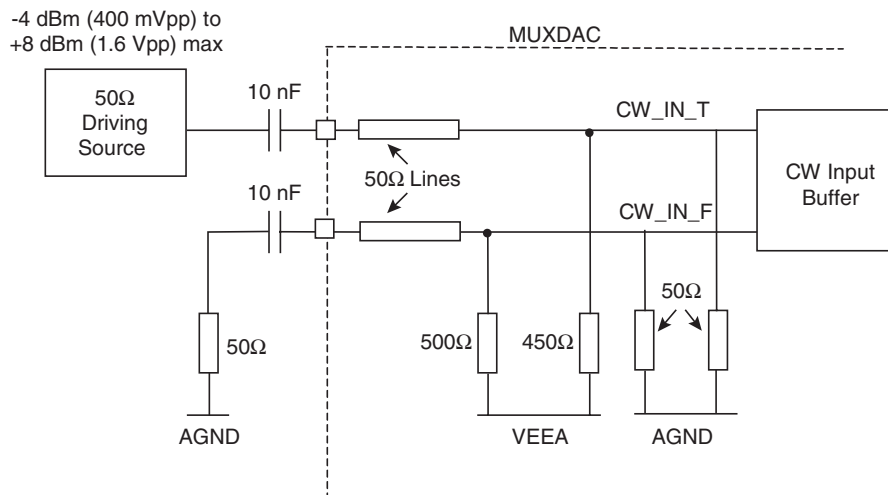 -4 dBm (400 mVpp) to
+8 dBm (1.6 Vpp) max
MUXDAC
50Ω
Driving
Source
10 nF
CW_IN_T
50Ω Lines
CW Input
Buffer
10 nF
CW_IN_F
50Ω
50Ω
500Ω
450Ω
AGND
VEEA
AGND